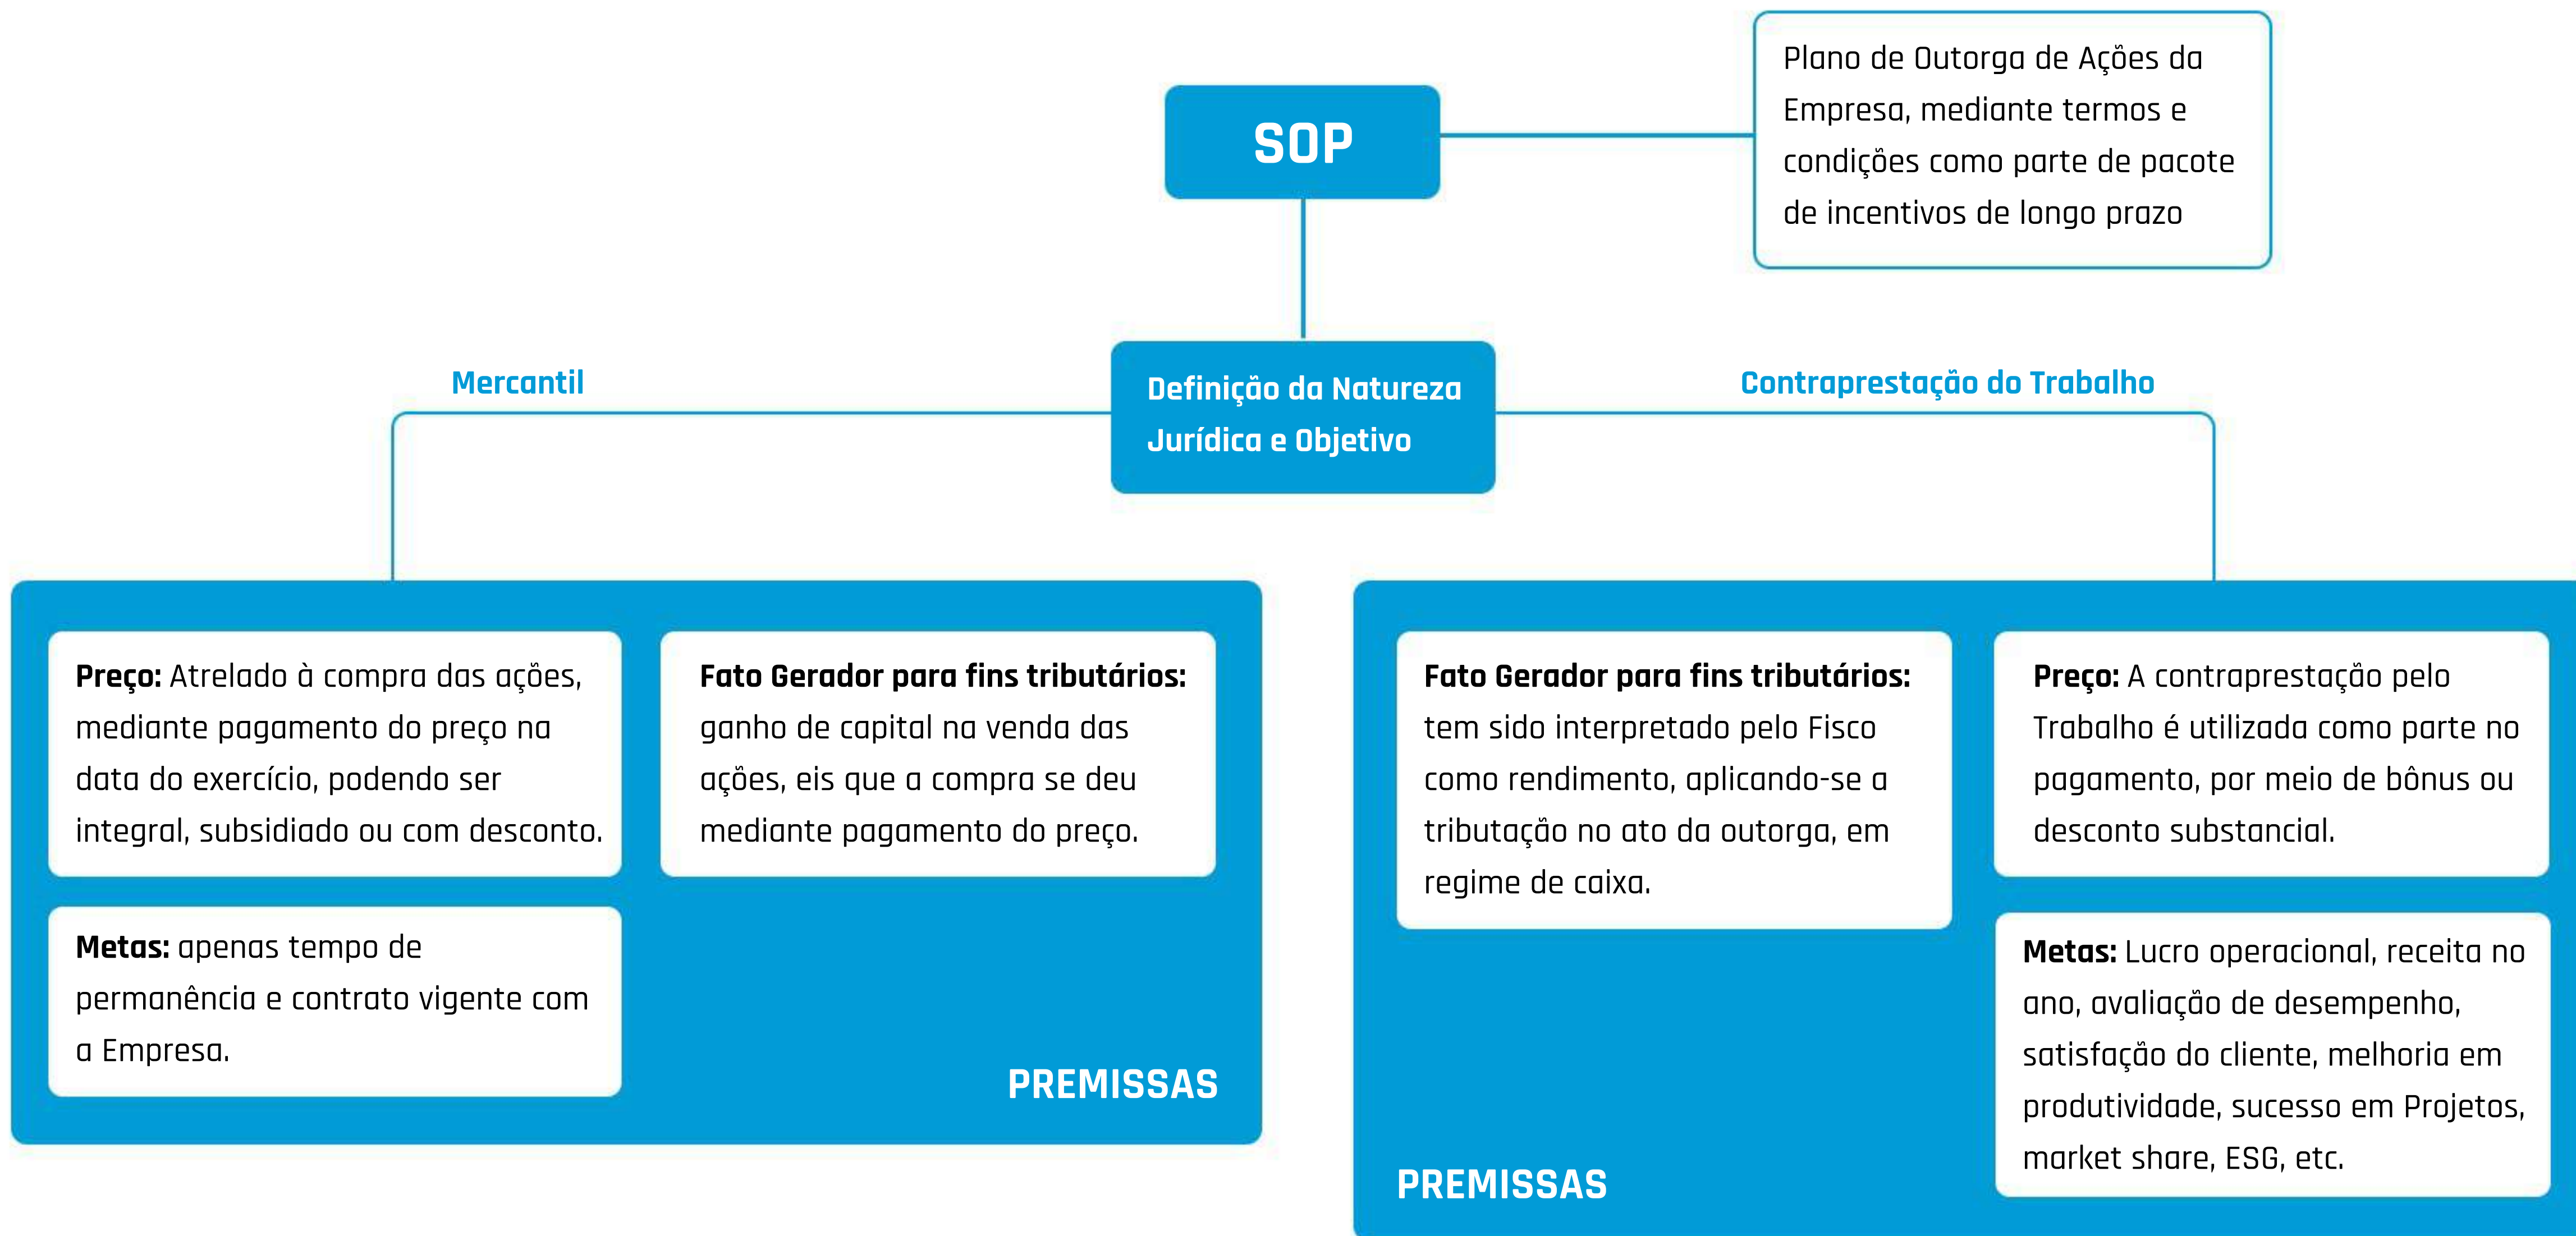 SOP
Plano de Outorga de Ações da
Empresa, mediante termos e
condições como parte de pacote
de incentivos de longo prazo
Definição da Natureza
Jurídica e Objetivo
Mercantil
Preço: Atrelado à compra das ações,
mediante pagamento do preço na
data do exercício, podendo ser
integral, subsidiado ou com desconto.
Fato Gerador para fins tributários:
ganho de capital na venda das
ações, eis que a compra se deu
mediante pagamento do preço.
Metas: apenas tempo de
permanência e contrato vigente com
a Empresa.
PREMISSAS
Contraprestação do Trabalho
Fato Gerador para fins tributários:
tem sido interpretado pelo Fisco
como rendimento, aplicando-se a
tributação no ato da outorga, em
regime de caixa.
Preço: A contraprestação pelo
Trabalho é utilizada como parte no
pagamento, por meio de bônus ou
desconto substancial.
Metas: Lucro operacional, receita no
ano, avaliação de desempenho,
satisfação do cliente, melhoria em
produtividade, sucesso em Projetos,
market share, ESG, etc.
PREMISSAS